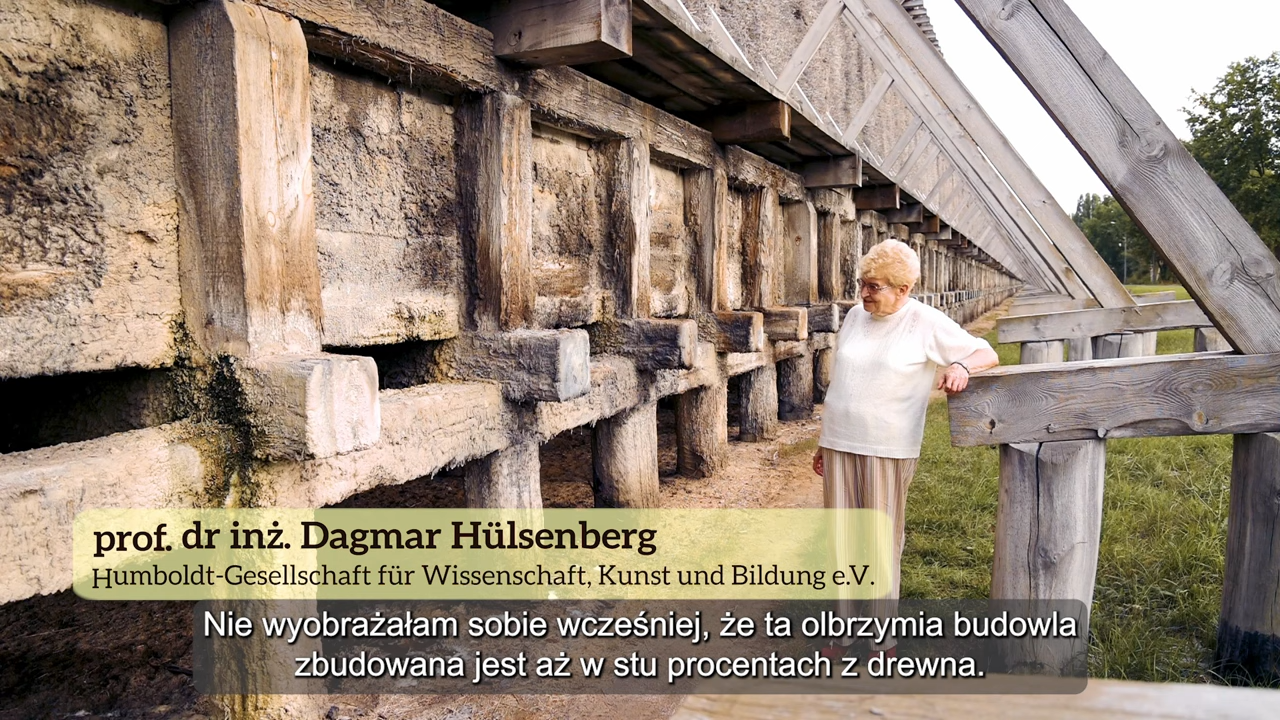 prof. dr inż. Dagmar Hülsenberg
Humboldt-Gesellschaft für Wissenschaft, Kunst und Bildung e.V.
Nie wyobrażałam sobie wcześniej, że ta olbrzymia budowla
zbudowana jest aż w stu procentach z drewna.